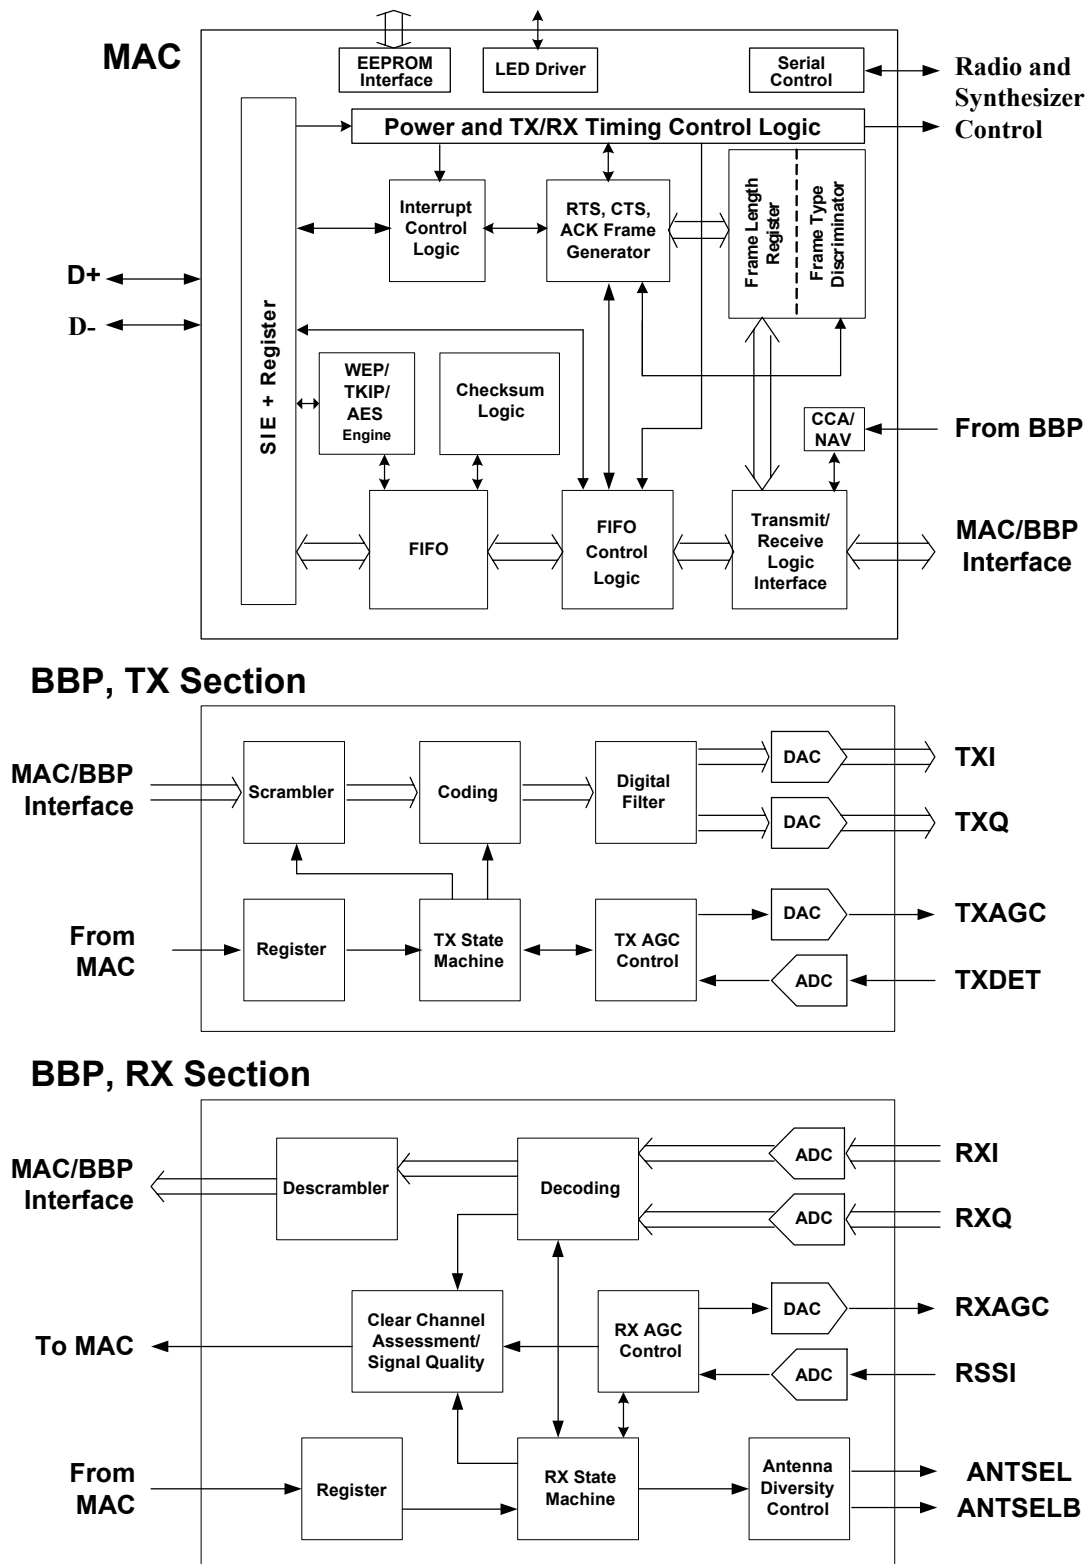 MAC
EEPROM
Interface
LED Driver
Serial
Control
Radio and
Synthesizer
Control
Power and TX/RX Timing Control Logic
Interrupt
Control
Logic
RTS, CTS,
ACK Frame
Generator
Frame Length
Register
Frame Type
Discriminator
D+
D-
SIE + Register
WEP/
TKIP/
AES
Engine
Checksum
Logic
CCA/
NAV
From BBP
FIFO
FIFO
Control
Logic
Transmit/
Receive
Logic
Interface
MAC/BBP
Interface
BBP, TX Section
MAC/BBP
Interface
Scrambler
Coding
Digital
Filter
DAC
TXI
DAC
TXQ
From
MAC
Register
TX State
Machine
TX AGC
Control
DAC
TXAGC
ADC
TXDET
BBP, RX Section
MAC/BBP
Interface
Descrambler
Decoding
ADC
RXI
ADC
RXQ
To MAC
Clear Channel
Assessment/
Signal Quality
RX AGC
Control
DAC
RXAGC
ADC
RSSI
From
MAC
Register
RX State
Machine
Antenna
Diversity
Control
ANTSEL
ANTSELB